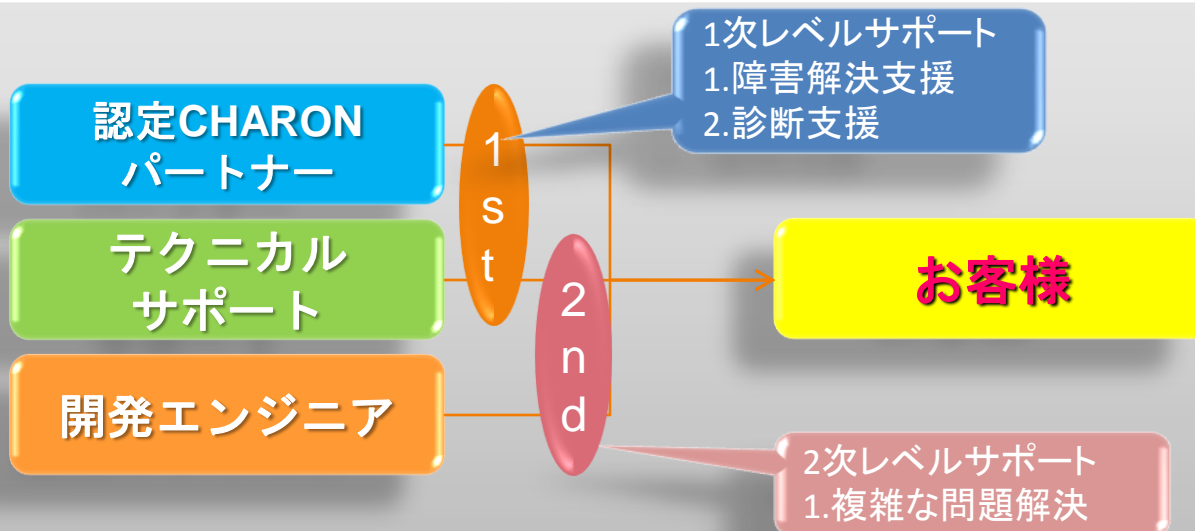 1次レベルサポート
1.障害解決支援
2.診断支援
認定CHARON
パートナー
1
s
t
テクニカル
サポート
2
n
d
お客様
開発エンジニア
2次レベルサポート
1.複雑な問題解決